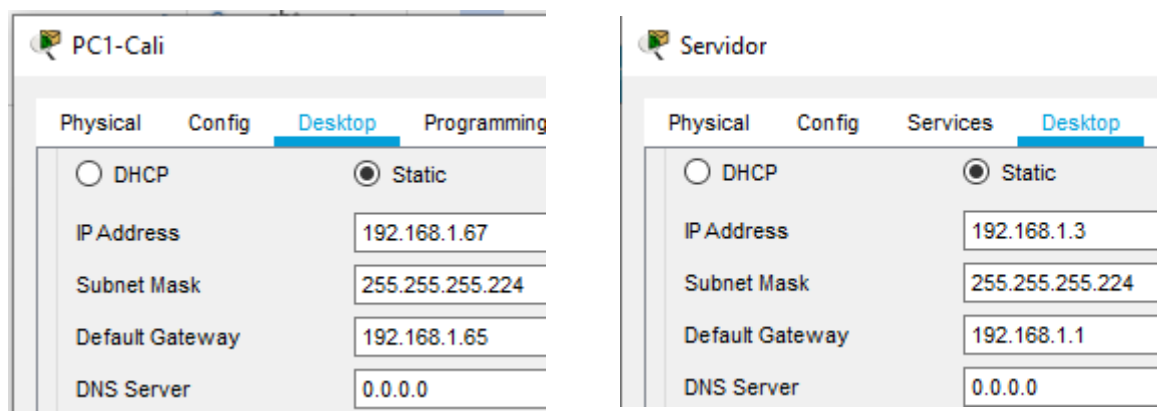 PC1-Cali
Physical Config Desktop Programming
DHCP Static
IP Address 192.168.1.67
Subnet Mask 255.255.255.224
Default Gateway 192.168.1.65
DNS Server 0.0.0.0
Servidor
Physical Config Services Desktop
DHCP Static
IP Address 192.168.1.3
Subnet Mask 255.255.255.224
Default Gateway 192.168.1.1
DNS Server 0.0.0.0